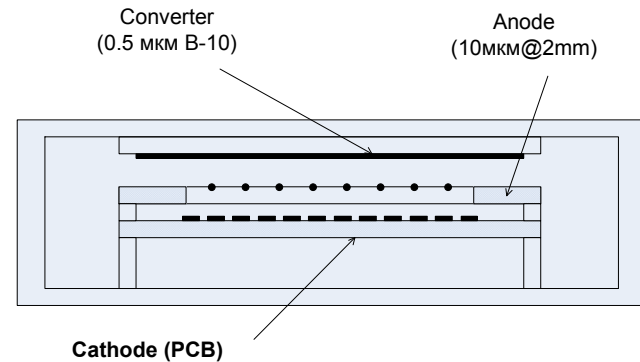 Converter
(0.5 мкм B-10)
Anode
(10мкм@2mm)
Cathode (PCB)